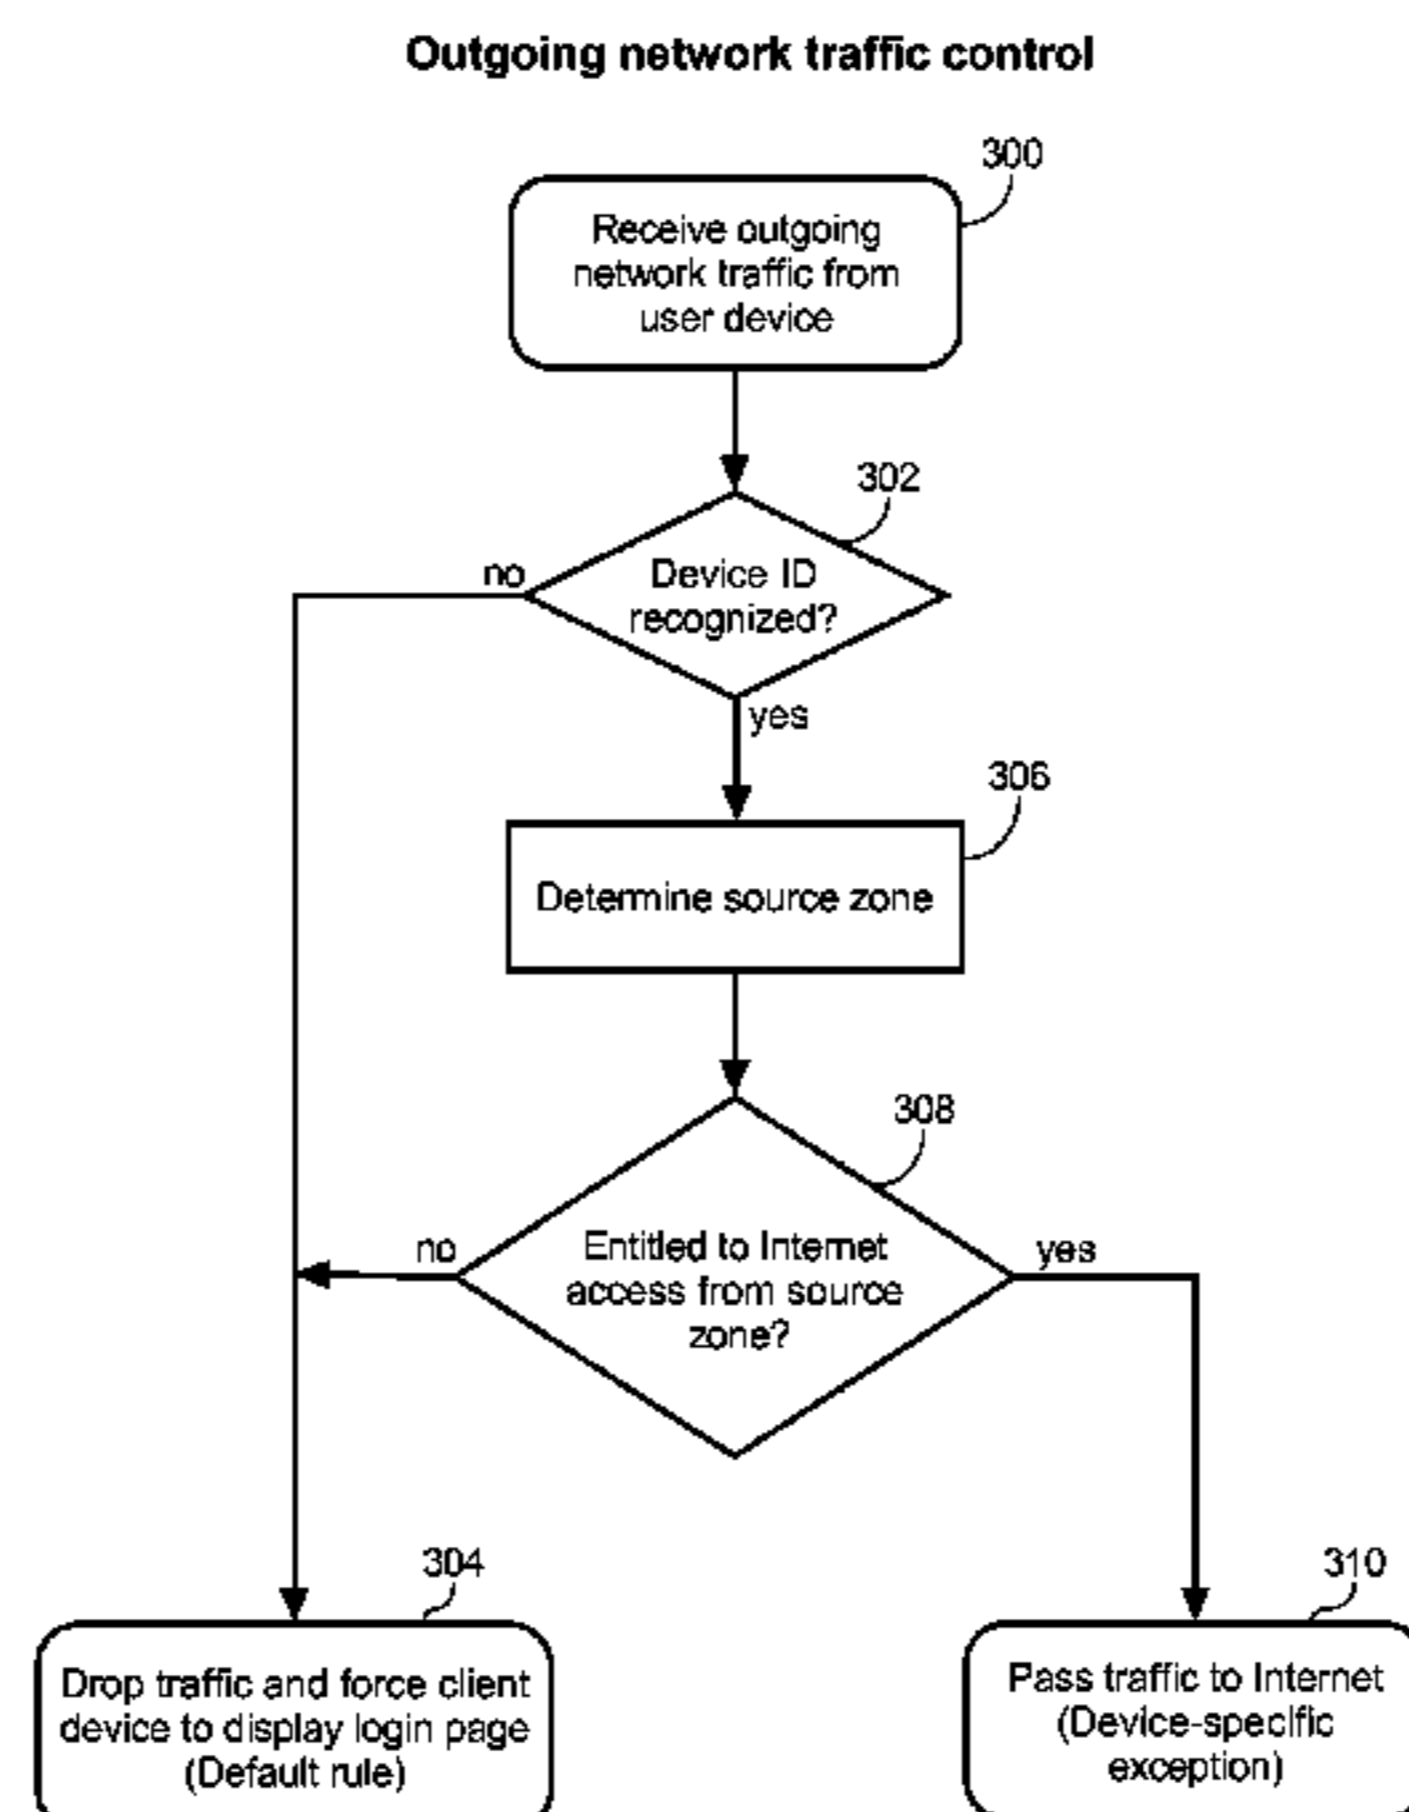 Outgoing network traffic control
300
Receive outgoing
network traffic from
user device
302
no
Device ID
recognized?
yes
306
Determine source zone
308
no
Entitled to Internet
access from source
zone?
yes
304
310
Drop traffic and force client
device to display login page
(Default rule)
Pass traffic to Internet
(Device-specific
exception)